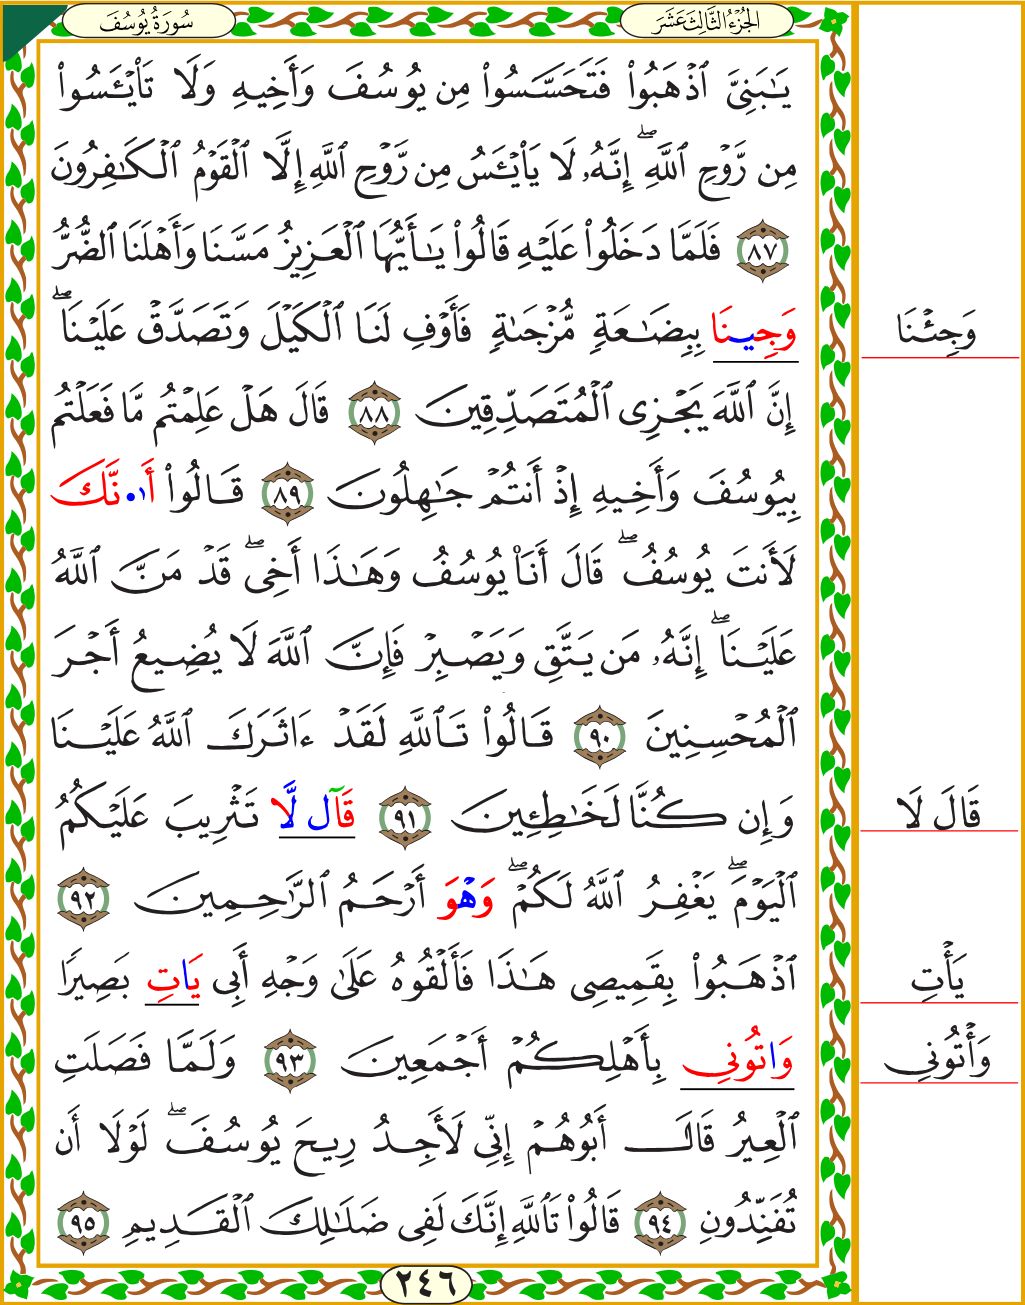 سُورَةُ يُوسُفَ
الجُزْءُ الثَّالِثَ عَشَرَ
يَٰبَنِىَّ ٱذْهَبُوا۟ فَتَحَسَّسُوا۟ مِن يُوسُفَ وَأَخِيهِ وَلَا تَا۟يْـَٔسُوا۟
مِن رَّوْحِ ٱللَّهِۖ إِنَّهُۥ لَا يَا۟يْـَٔسُ مِن رَّوْحِ ٱللَّهِ إِلَّا ٱلْقَوْمُ ٱلْكَٰفِرُونَ
٨٧ فَلَمَّا دَخَلُوا۟ عَلَيْهِ قَالُوا۟ يَٰٓأَيُّهَا ٱلْعَزِيزُ مَسَّنَا وَأَهْلَنَا ٱلضُّرُّ
وَجِينَا بِبِضَٰعَةٍ مُّزْجَىٰةٍ فَأَوْفِ لَنَا ٱلْكَيْلَ وَتَصَدَّقْ عَلَيْنَآۖ
وَجِئْنَا
إِنَّ ٱللَّهَ يَجْزِى ٱلْمُتَصَدِّقِينَ ٨٨ قَالَ هَلْ عَلِمْتُم مَّا فَعَلْتُم
بِيُوسُفَ وَأَخِيهِ إِذْ أَنتُمْ جَٰهِلُونَ ٨٩ قَالُوٓا۟ أَا۟نَّكَ
لَأَنتَ يُوسُفُۖ قَالَ أَنَا۠ يُوسُفُ وَهَٰذَآ أَخِىۖ قَدْ مَنَّ ٱللَّهُ
عَلَيْنَآۖ إِنَّهُۥ مَن يَتَّقِ وَيَصْبِرْ فَإِنَّ ٱللَّهَ لَا يُضِيعُ أَجْرَ
ٱلْمُحْسِنِينَ ٩٠ قَالُوا۟ تَٱللَّهِ لَقَدْ ءَاثَرَكَ ٱللَّهُ عَلَيْنَا
وَإِن كُنَّا لَخَٰطِـِٔينَ ٩١ قَآل لَّا تَثْرِيبَ عَلَيْكُمُ
قَالَ لَا
ٱلْيَوْمَۖ يَغْفِرُ ٱللَّهُ لَكُمْۖ وَهْوَ أَرْحَمُ ٱلرَّٰحِمِينَ ٩٢
ٱذْهَبُوا۟ بِقَمِيصِى هَٰذَا فَأَلْقُوهُ عَلَىٰ وَجْهِ أَبِى يَاتِ بَصِيرًا
يَأْتِ
وَاتُونِى بِأَهْلِكُمْ أَجْمَعِينَ ٩٣ وَلَمَّا فَصَلَتِ
وَأْتُونِى
ٱلْعِيرُ قَالَ أَبُوهُمْ إِنِّى لَأَجِدُ رِيحَ يُوسُفَۖ لَوْلَآ أَن
تُفَنِّدُونِ ٩٤ قَالُوا۟ تَٱللَّهِ إِنَّكَ لَفِى ضَلَٰلِكَ ٱلْقَدِيمِ ٩٥
٢٤٦